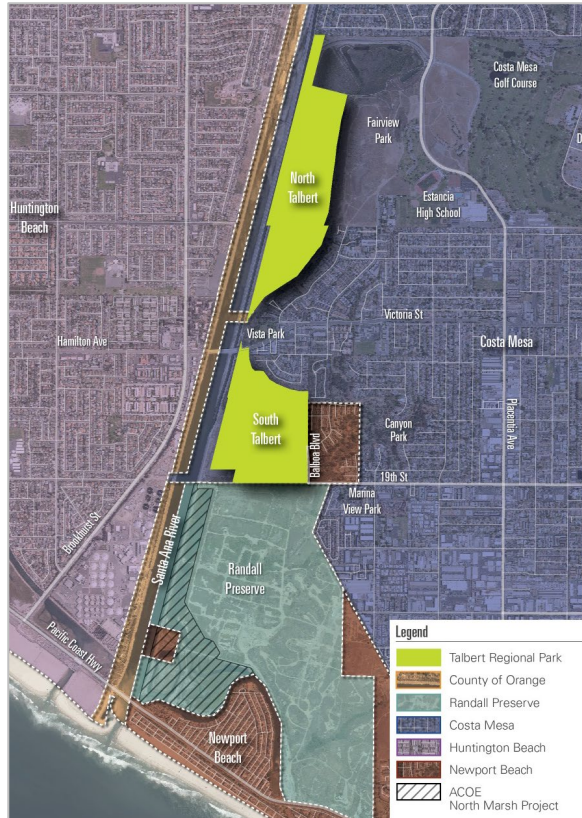 Costa Mesa
Golf Course
D
Fairview
Park
North
Talbert
Estancia
High School
Huntington
Beach
Vista Park
Victoria St
Hamilton Ave
Costa Mesa
South
Talbert
Balboa Blvd
Canyon
Park
Placentia Ave
19th St
Marina
View Park
Brookhurst St
Santa Ana River
Randall
Preserve
Pacific Coast Hwy
Newport
Beach
Legend
Talbert Regional Park
County of Orange
Randall Preserve
Costa Mesa
Huntington Beach
Newport Beach
ACOE
North Marsh Project